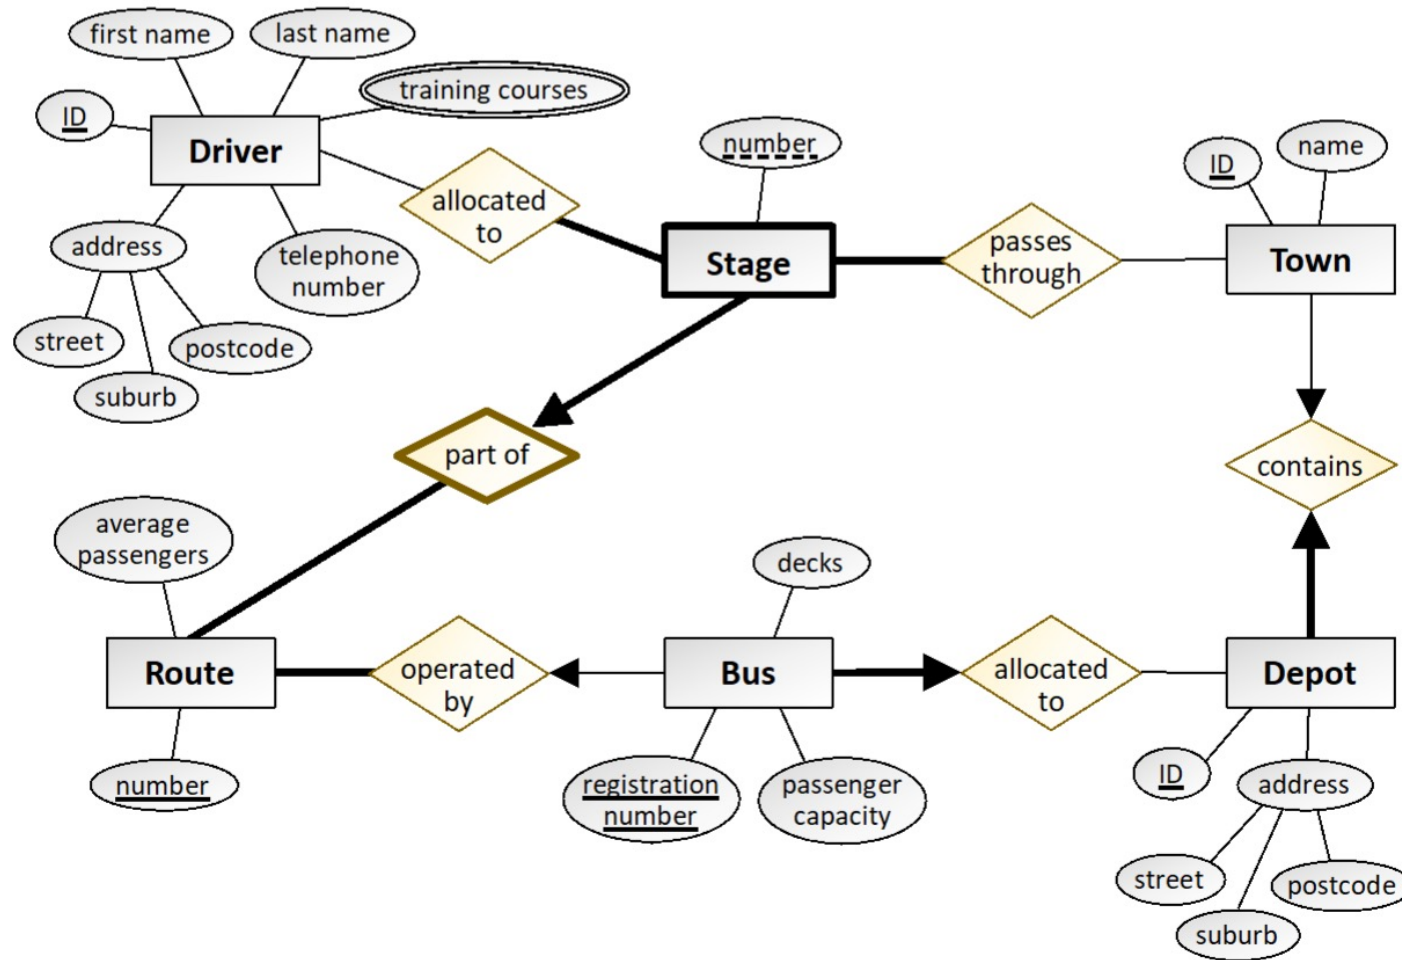 first name
last name
training courses
ID
Driver
number
ID
name
allocated
to
address
telephone
number
Stage
passes
through
Town
street
postcode
suburb
part of
contains
average
passengers
decks
Route
operated
by
Bus
allocated
to
Depot
number
registration
number
passenger
capacity
ID
address
street
postcode
suburb